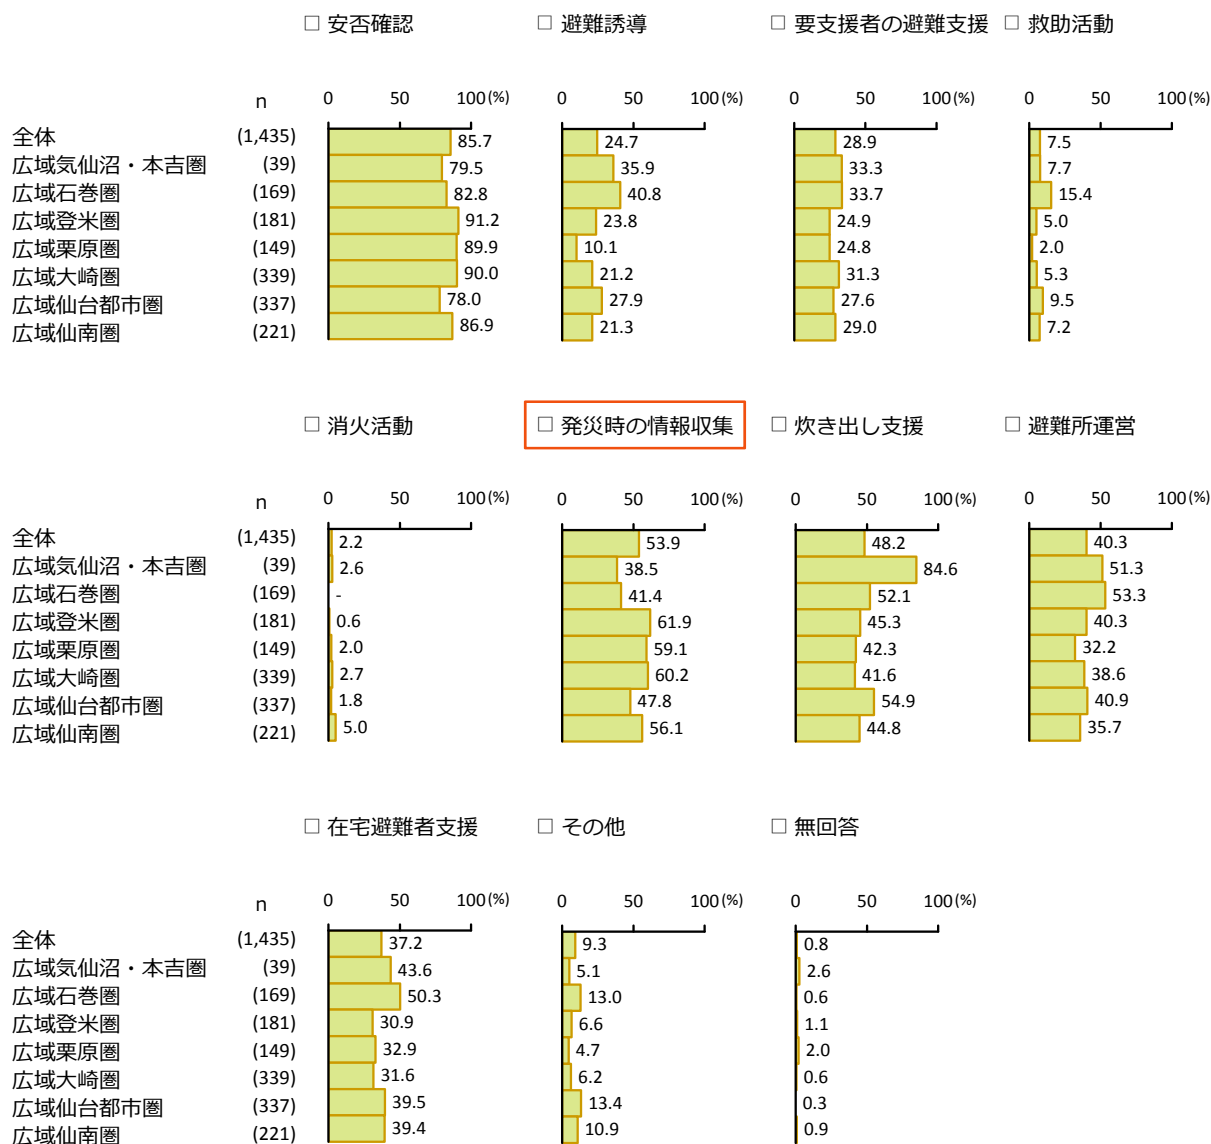 □ 安否確認 □ 避難誘導 □ 要支援者の避難支援 □ 救助活動
n 0 50 100(%) 0 50 100(%) 0 50 100(%) 0 50 100(%)
全体 (1,435) 85.7 24.7 28.9 7.5
広域気仙沼・本吉圏 (39) 79.5 35.9 33.3 7.7
広域石巻圏 (169) 82.8 40.8 33.7 15.4
広域登米圏 (181) 91.2 23.8 24.9 5.0
広域栗原圏 (149) 89.9 10.1 24.8 2.0
広域大崎圏 (339) 90.0 21.2 31.3 5.3
広域仙台都市圏 (337) 78.0 27.9 27.6 9.5
広域仙南圏 (221) 86.9 21.3 29.0 7.2
□ 消火活動 □ 発災時の情報収集 □ 炊き出し支援 □ 避難所運営
n 0 50 100(%) 0 50 100(%) 0 50 100(%) 0 50 100(%)
全体 (1,435) 2.2 53.9 48.2 40.3
広域気仙沼・本吉圏 (39) 2.6 38.5 84.6 51.3
広域石巻圏 (169) - 41.4 52.1 53.3
広域登米圏 (181) 0.6 61.9 45.3 40.3
広域栗原圏 (149) 2.0 59.1 42.3 32.2
広域大崎圏 (339) 2.7 60.2 41.6 38.6
広域仙台都市圏 (337) 1.8 47.8 54.9 40.9
広域仙南圏 (221) 5.0 56.1 44.8 35.7
□ 在宅避難者支援 □ その他 □ 無回答
n 0 50 100(%) 0 50 100(%) 0 50 100(%)
全体 (1,435) 37.2 9.3 0.8
広域気仙沼・本吉圏 (39) 43.6 5.1 2.6
広域石巻圏 (169) 50.3 13.0 0.6
広域登米圏 (181) 30.9 6.6 1.1
広域栗原圏 (149) 32.9 4.7 2.0
広域大崎圏 (339) 31.6 6.2 0.6
広域仙台都市圏 (337) 39.5 13.4 0.3
広域仙南圏 (221) 39.4 10.9 0.9